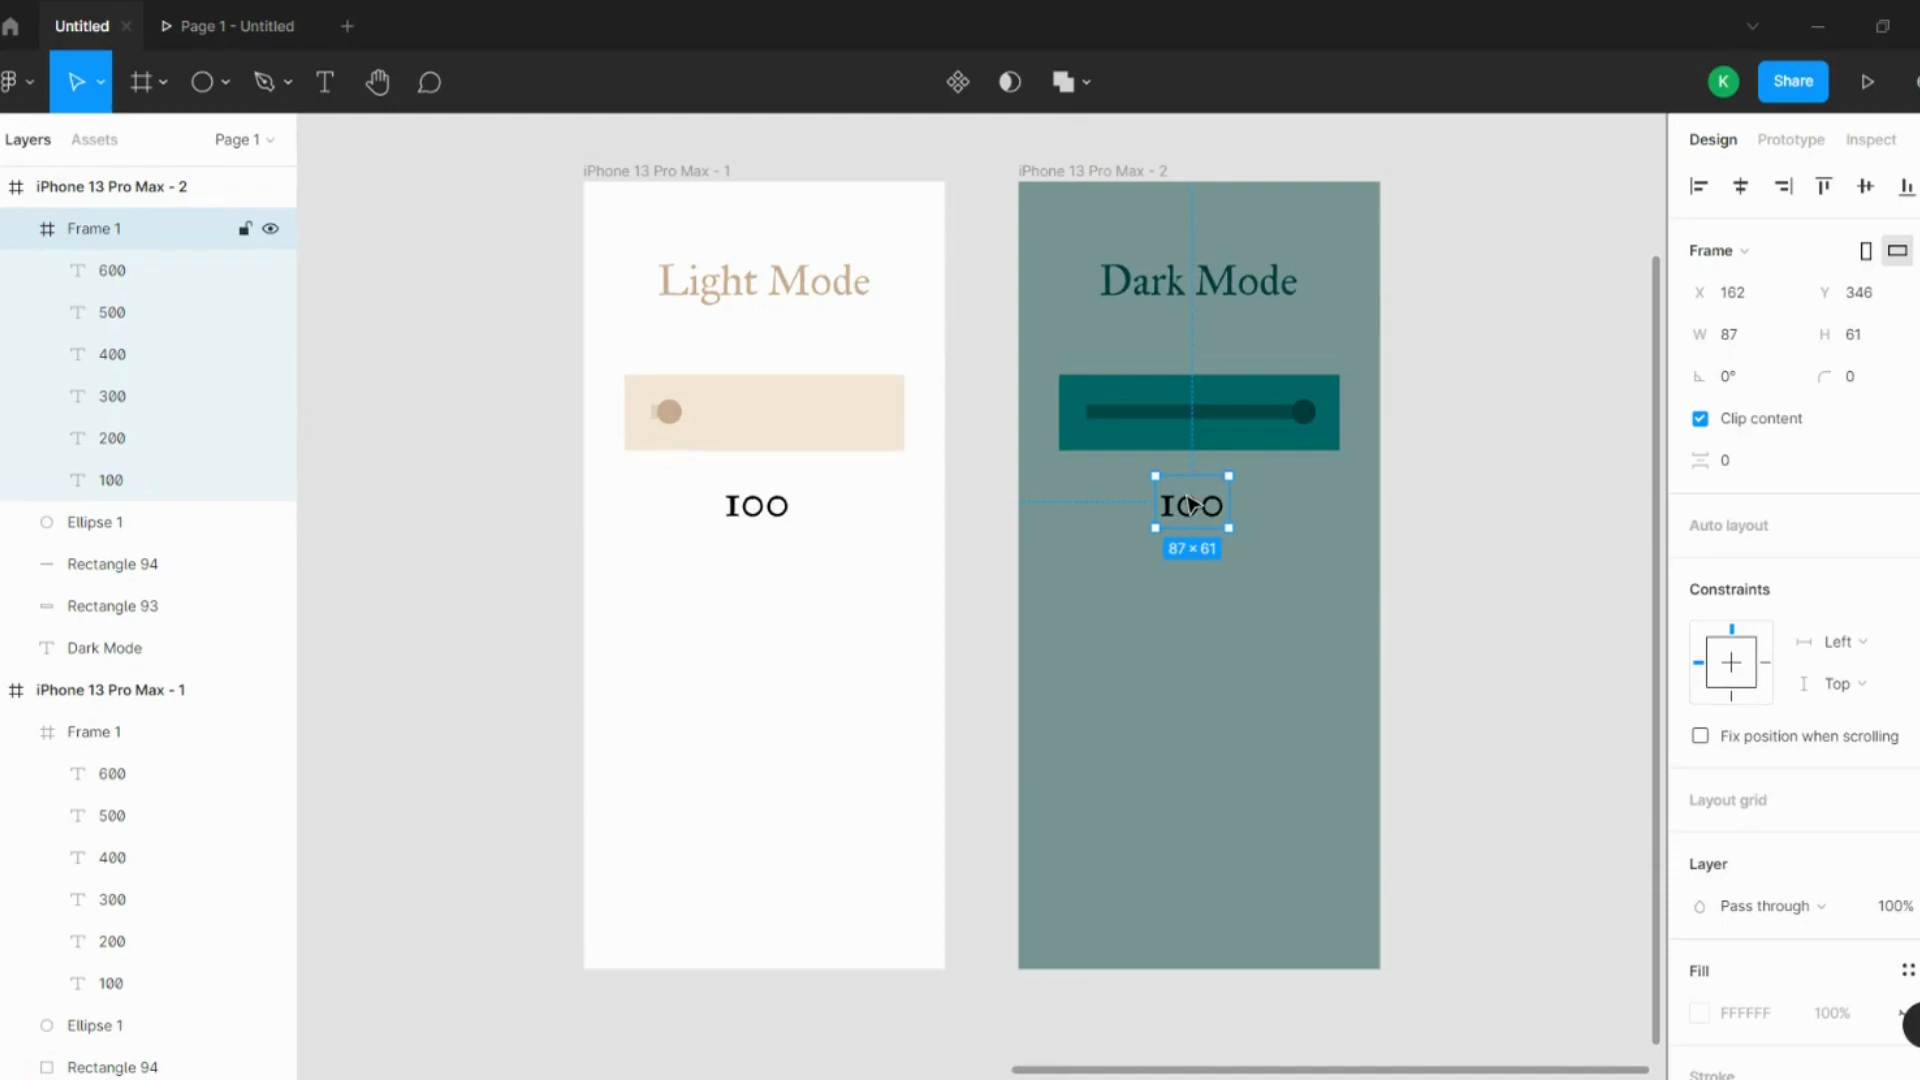 Untitled
Page 1 - Untitled
K
Share
Layers
Assets
Page 1
iPhone 13 Pro Max - 2
Frame 1
600
500
400
300
200
100
Ellipse 1
Rectangle 94
Rectangle 93
Dark Mode
iPhone 13 Pro Max - 1
Frame 1
600
500
400
300
200
100
Ellipse 1
Rectangle 94
iPhone 13 Pro Max - 1
Light Mode
100
iPhone 13 Pro Max - 2
Dark Mode
100
87 × 61
Design
Prototype
Inspect
Frame
X 162
Y 346
W 87
H 61
0°
0
Clip content
0
Auto layout
Constraints
Left
Top
Fix position when scrolling
Layout grid
Layer
Pass through
100%
Fill
FFFFFF
100%
Stroke